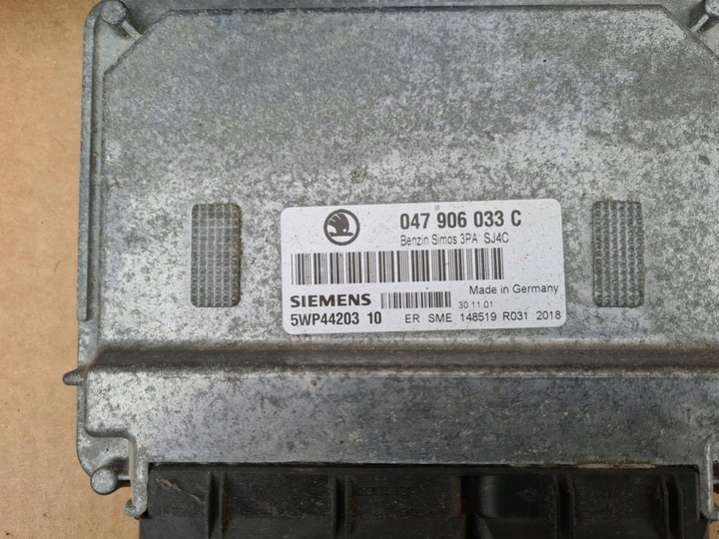 047 906 033 C
Benzin Simos 3PA SJ4C
Made in Germany
SIEMENS
30.11.01
5WP44203 10
ER SME 148519 R031 2018